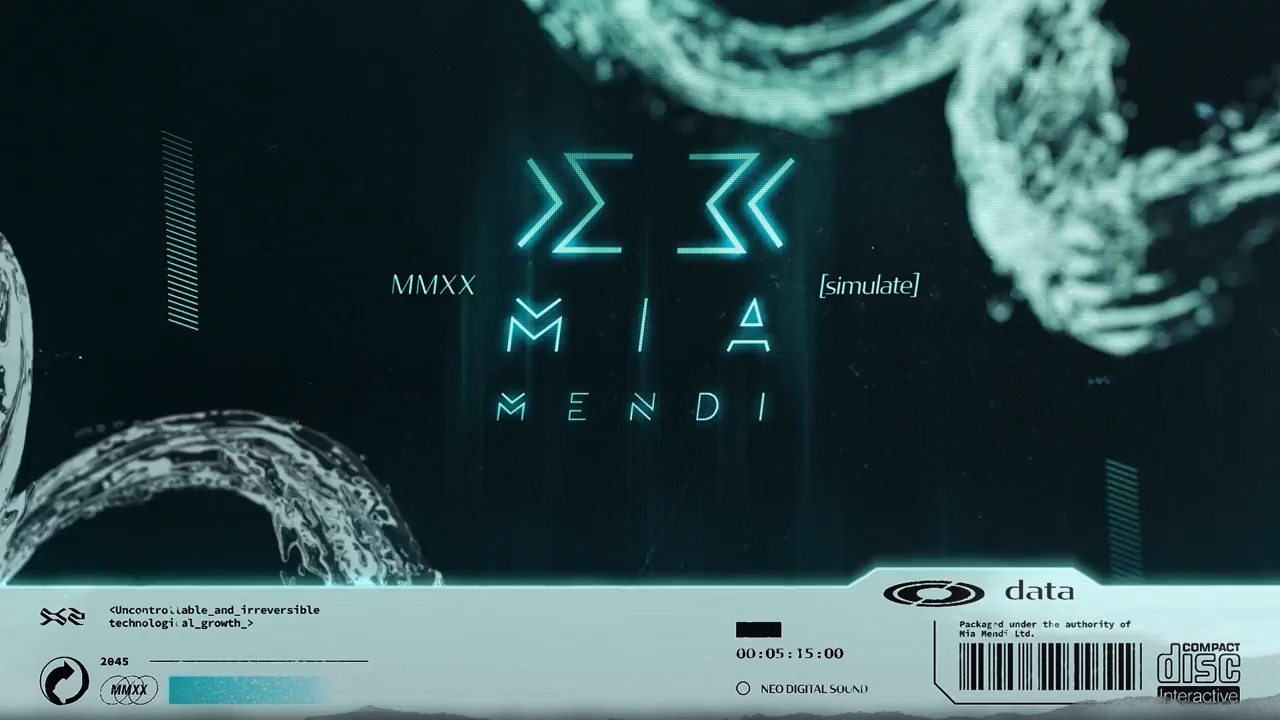 MMXX
[simulate]
MIA
MENDI
data
<Uncontrollable_and_irreversible
technological_growth_>
Packaged under the authority of
Mia Mendi Ltd.
2045
MMXX
00:05:15:00
NEO DIGITAL SOUND
COMPACT
disc
Interactive